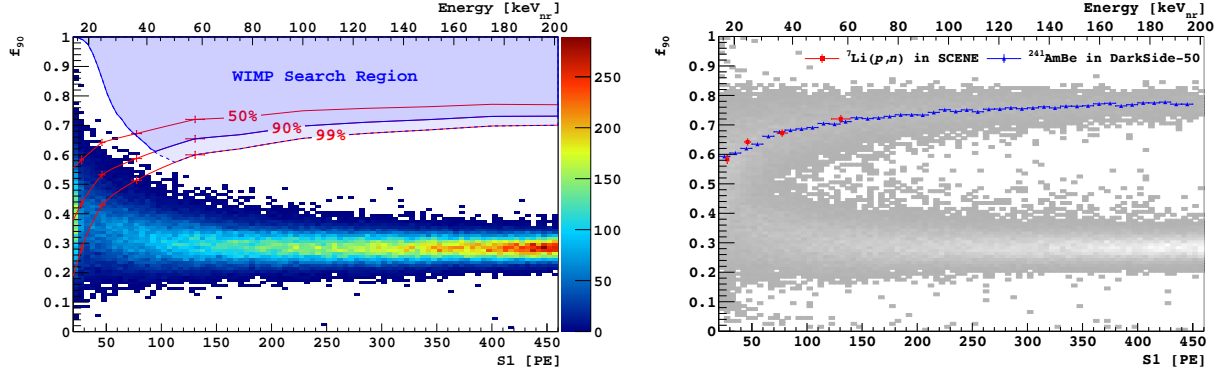 Energy [keVnr]
20 40 60 80 100 120 140 160 180 200
f90
1
0.9
0.8
0.7
0.6
0.5
0.4
0.3
0.2
0.1
0
WIMP Search Region
50%
90%
99%
250
200
150
100
50
0
50 100 150 200 250 300 350 400 450
S1 [PE]
Energy [keVnr]
20 40 60 80 100 120 140 160 180 200
f90
1
0.9
0.8
0.7
0.6
0.5
0.4
0.3
0.2
0.1
0
⁷Li(p,n) in SCENE
²⁴¹AmBe in DarkSide-50
50 100 150 200 250 300 350 400 450
S1 [PE]